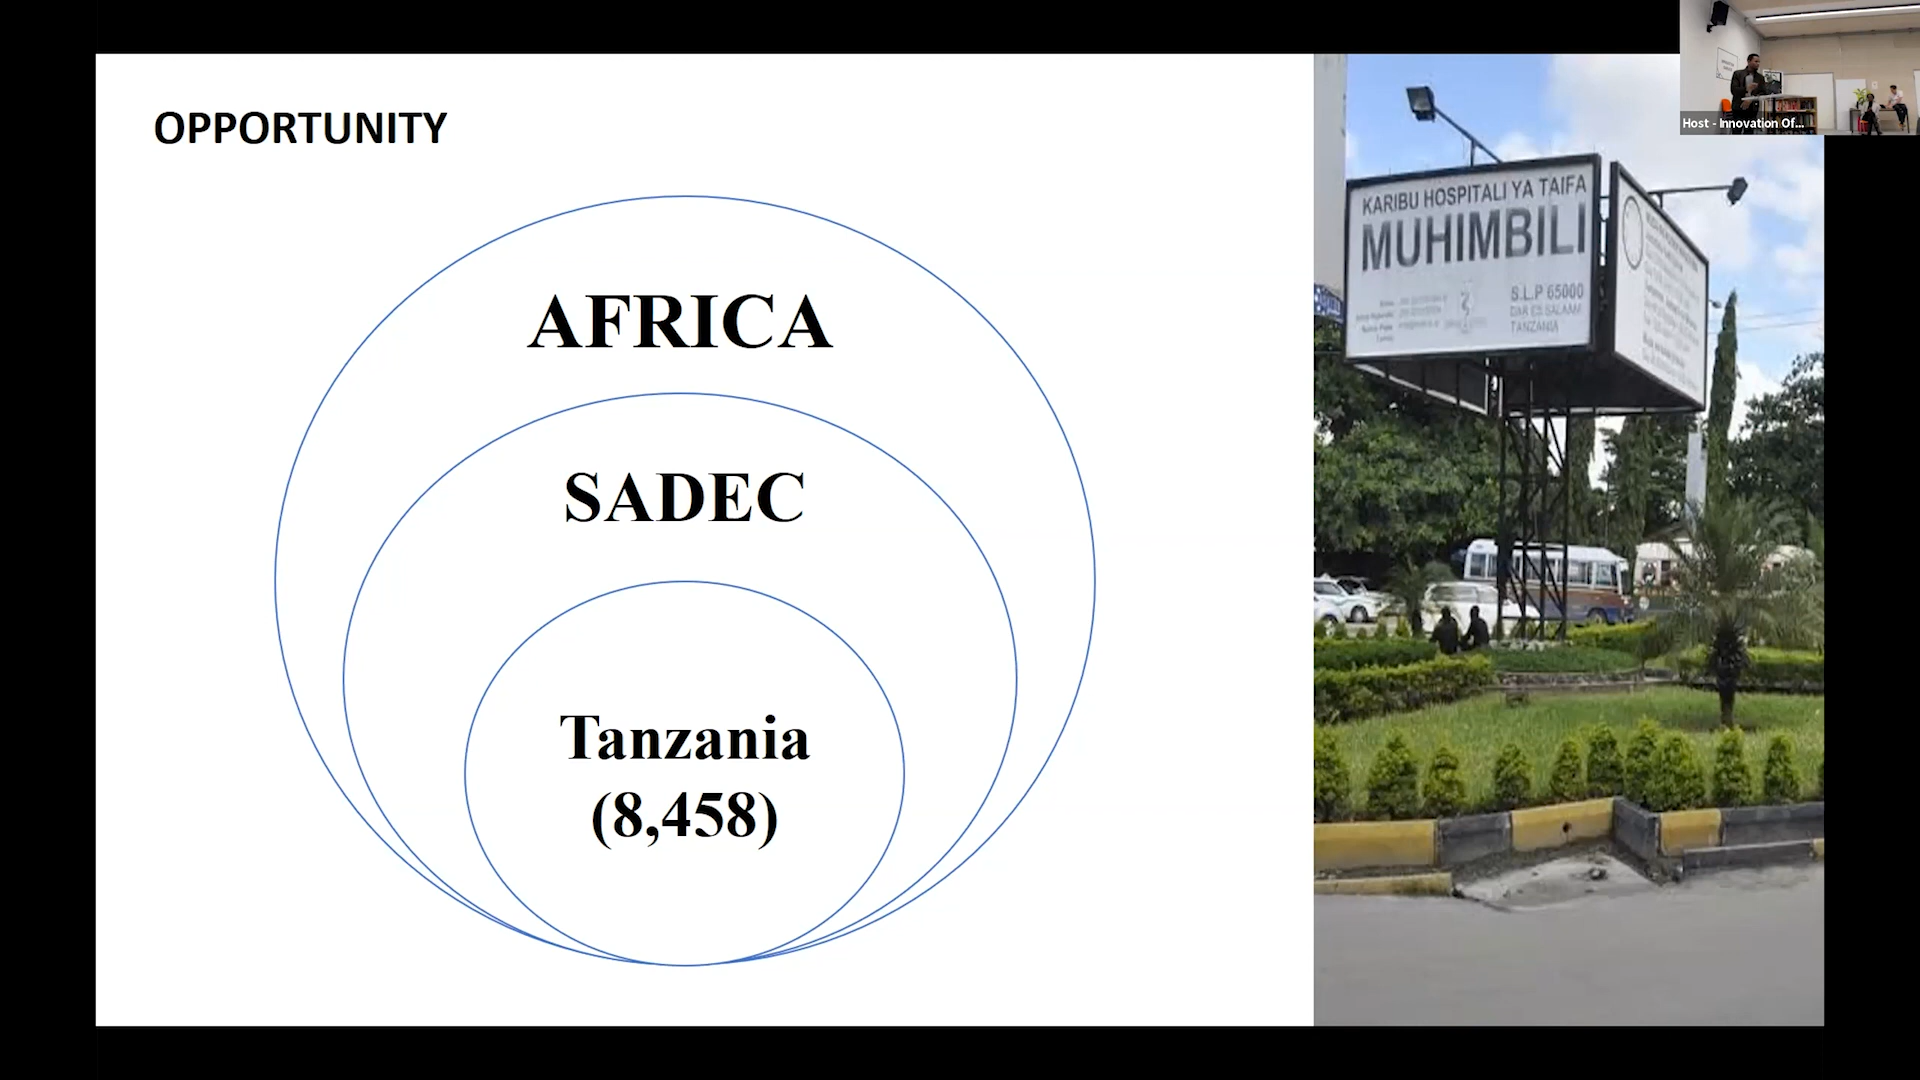 OPPORTUNITY
AFRICA
SADEC
Tanzania
(8,458)
KARIBU HOSPITALI YA TAIFA
MUHIMBILI
S.L.P 65000
DAR ES SALAAM
TANZANIA
Host - Innovation Of...